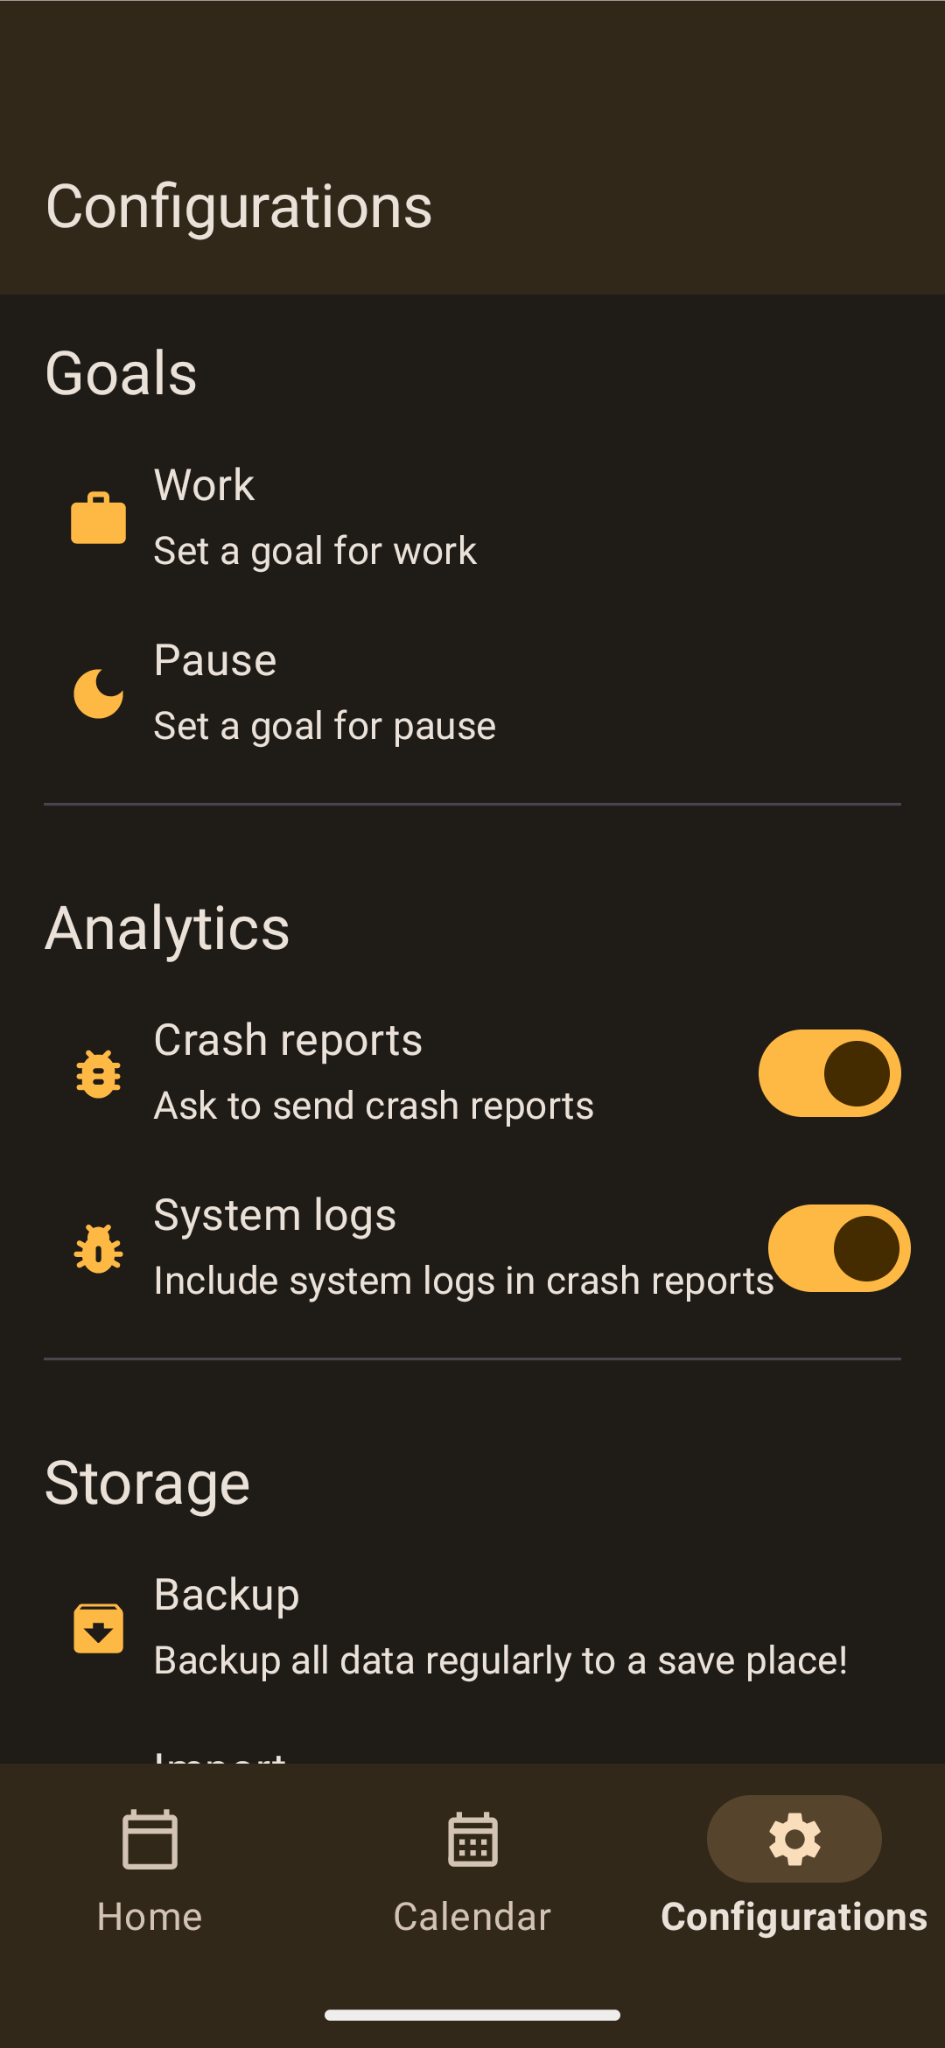 Configurations
Goals
Work
Set a goal for work
Pause
Set a goal for pause
Analytics
Crash reports
Ask to send crash reports
System logs
Include system logs in crash reports
Storage
Backup
Backup all data regularly to a save place!
Import
Home
Calendar
Configurations